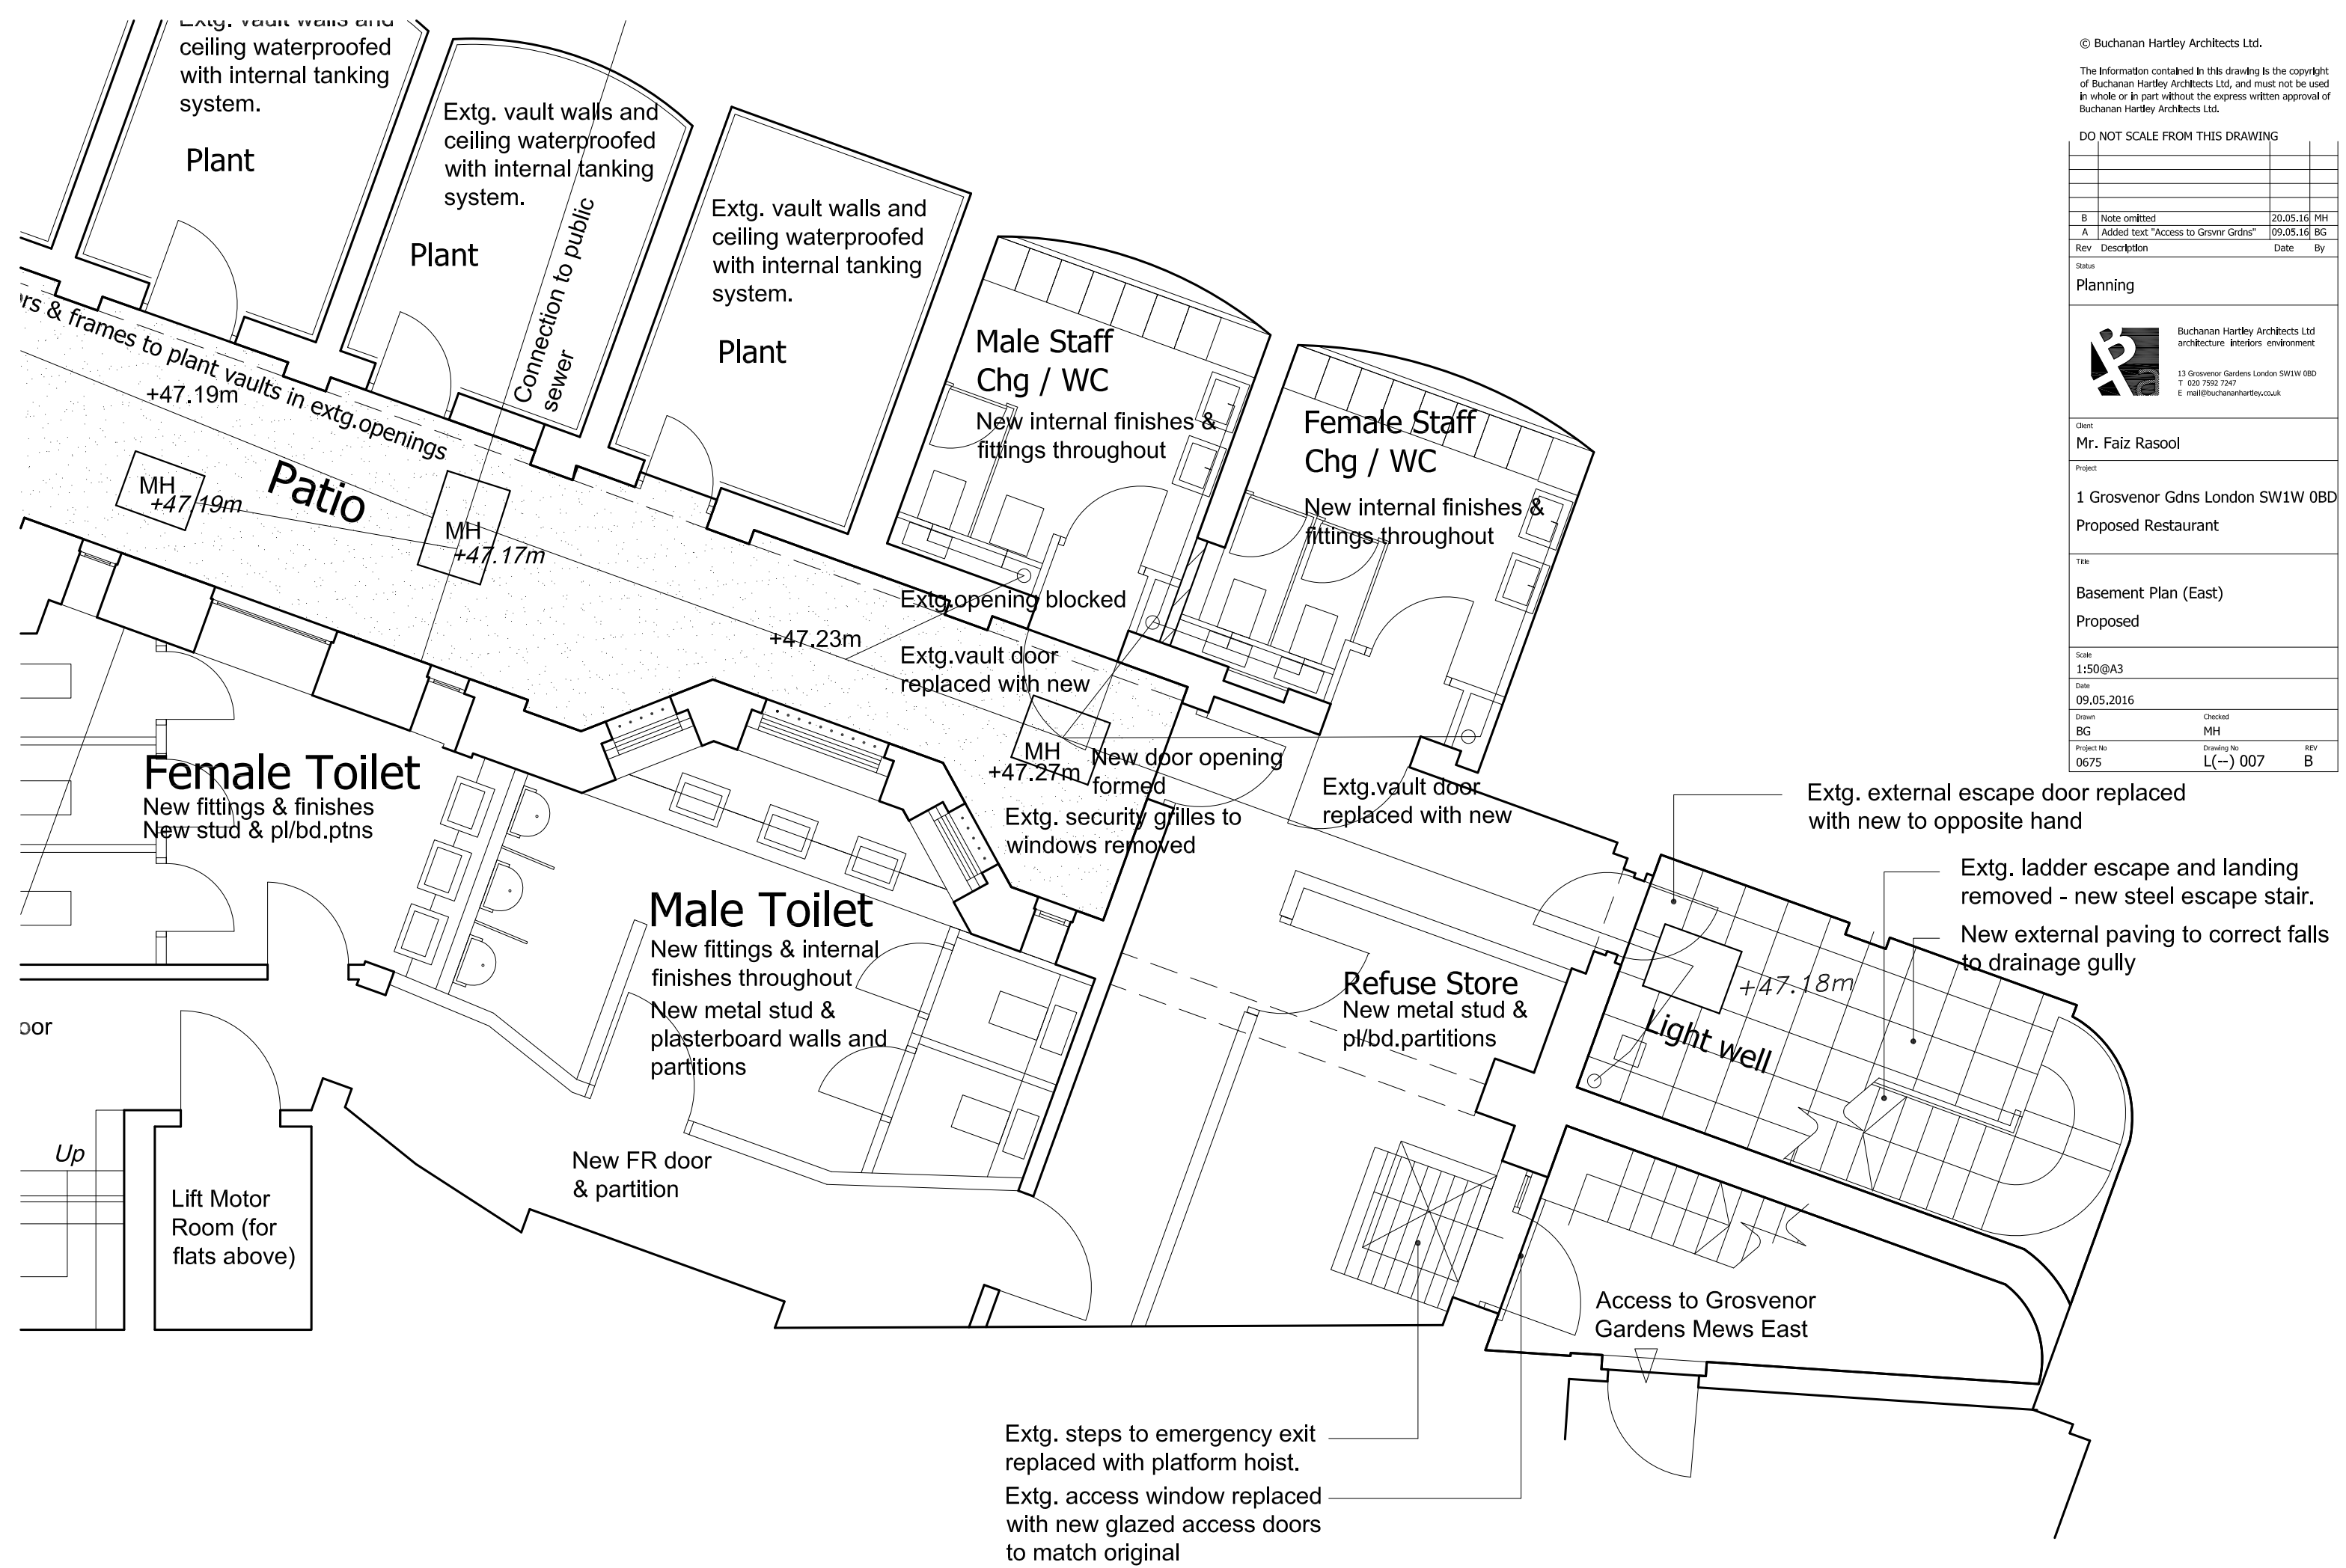 Extg. vault walls and
ceiling waterproofed
with internal tanking
system.
Plant
Extg. vault walls and
ceiling waterproofed
with internal tanking
system.
Plant
Connection to public
sewer
Extg. vault walls and
ceiling waterproofed
with internal tanking
system.
Plant
Male Staff
Chg / WC
New internal finishes &
fittings throughout
Female Staff
Chg / WC
New internal finishes &
fittings throughout
& frames to plant vaults in extg.openings
+47.19m
Patio
MH
+47.19m
MH
+47.17m
Extg.opening blocked
+47.23m
Extg.vault door
replaced with new
MH
+47.27m
New door opening
formed
Extg.vault door
replaced with new
Extg. security grilles to
windows removed
Female Toilet
New fittings & finishes
New stud & pl/bd.ptns
Male Toilet
New fittings & internal
finishes throughout
New metal stud &
plasterboard walls and
partitions
Refuse Store
New metal stud &
pl/bd.partitions
Extg. external escape door replaced
with new to opposite hand
Extg. ladder escape and landing
removed - new steel escape stair.
New external paving to correct falls
to drainage gully
+47.18m
Light well
Up
Lift Motor
Room (for
flats above)
New FR door
& partition
Access to Grosvenor
Gardens Mews East
Extg. steps to emergency exit
replaced with platform hoist.
Extg. access window replaced
with new glazed access doors
to match original
© Buchanan Hartley Architects Ltd.
The information contained in this drawing is the copyright
of Buchanan Hartley Architects Ltd, and must not be used
in whole or in part without the express written approval of
Buchanan Hartley Architects Ltd.
DO NOT SCALE FROM THIS DRAWING
B Note omitted 20.05.16 MH
A Added text "Access to Grsvnr Grdns" 09.05.16 BG
Rev Description Date By
Status
Planning
Buchanan Hartley Architects Ltd
architecture interiors environment
13 Grosvenor Gardens London SW1W 0BD
T 020 7592 7247
E mail@buchananhartley.co.uk
Client
Mr. Faiz Rasool
Project
1 Grosvenor Gdns London SW1W 0BD
Proposed Restaurant
Title
Basement Plan (East)
Proposed
Scale
1:50@A3
Date
09.05.2016
Drawn Checked
BG MH
Project No Drawing No REV
0675 L(--) 007 B